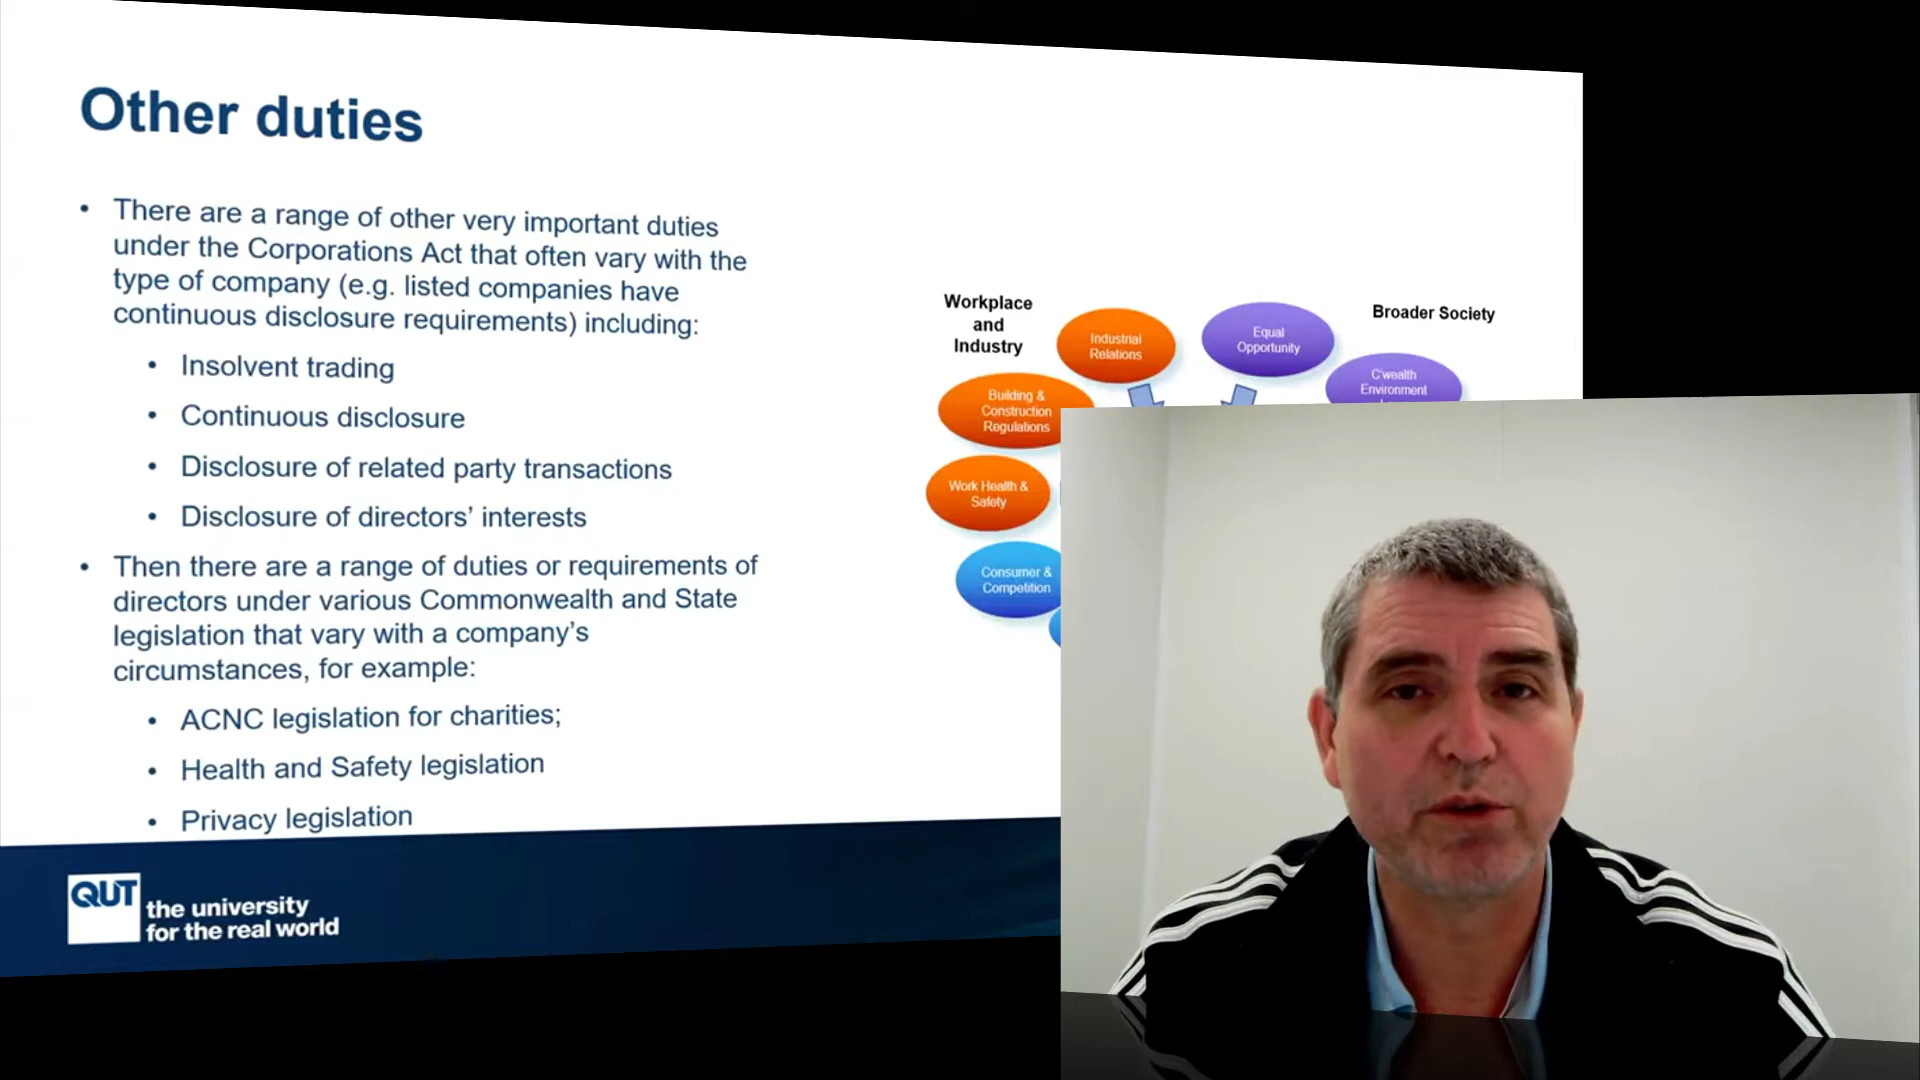 Other duties
• There are a range of other very important duties
under the Corporations Act that often vary with the
type of company (e.g. listed companies have
continuous disclosure requirements) including:
• Insolvent trading
• Continuous disclosure
• Disclosure of related party transactions
• Disclosure of directors’ interests
• Then there are a range of duties or requirements of
directors under various Commonwealth and State
legislation that vary with a company’s
circumstances, for example:
• ACNC legislation for charities;
• Health and Safety legislation
• Privacy legislation
Workplace
and
Industry
Industrial
Relations
Equal
Opportunity
Broader Society
C'wealth
Environment
Building &
Construction
Regulations
Work Health &
Safety
Consumer &
Competition
QUT
the university
for the real world